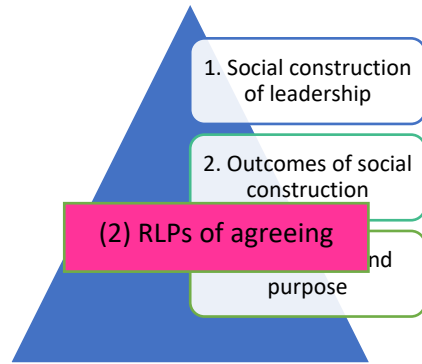 1. Social construction
of leadership
2. Outcomes of social
construction
(2) RLPs of agreeing
nd
purpose